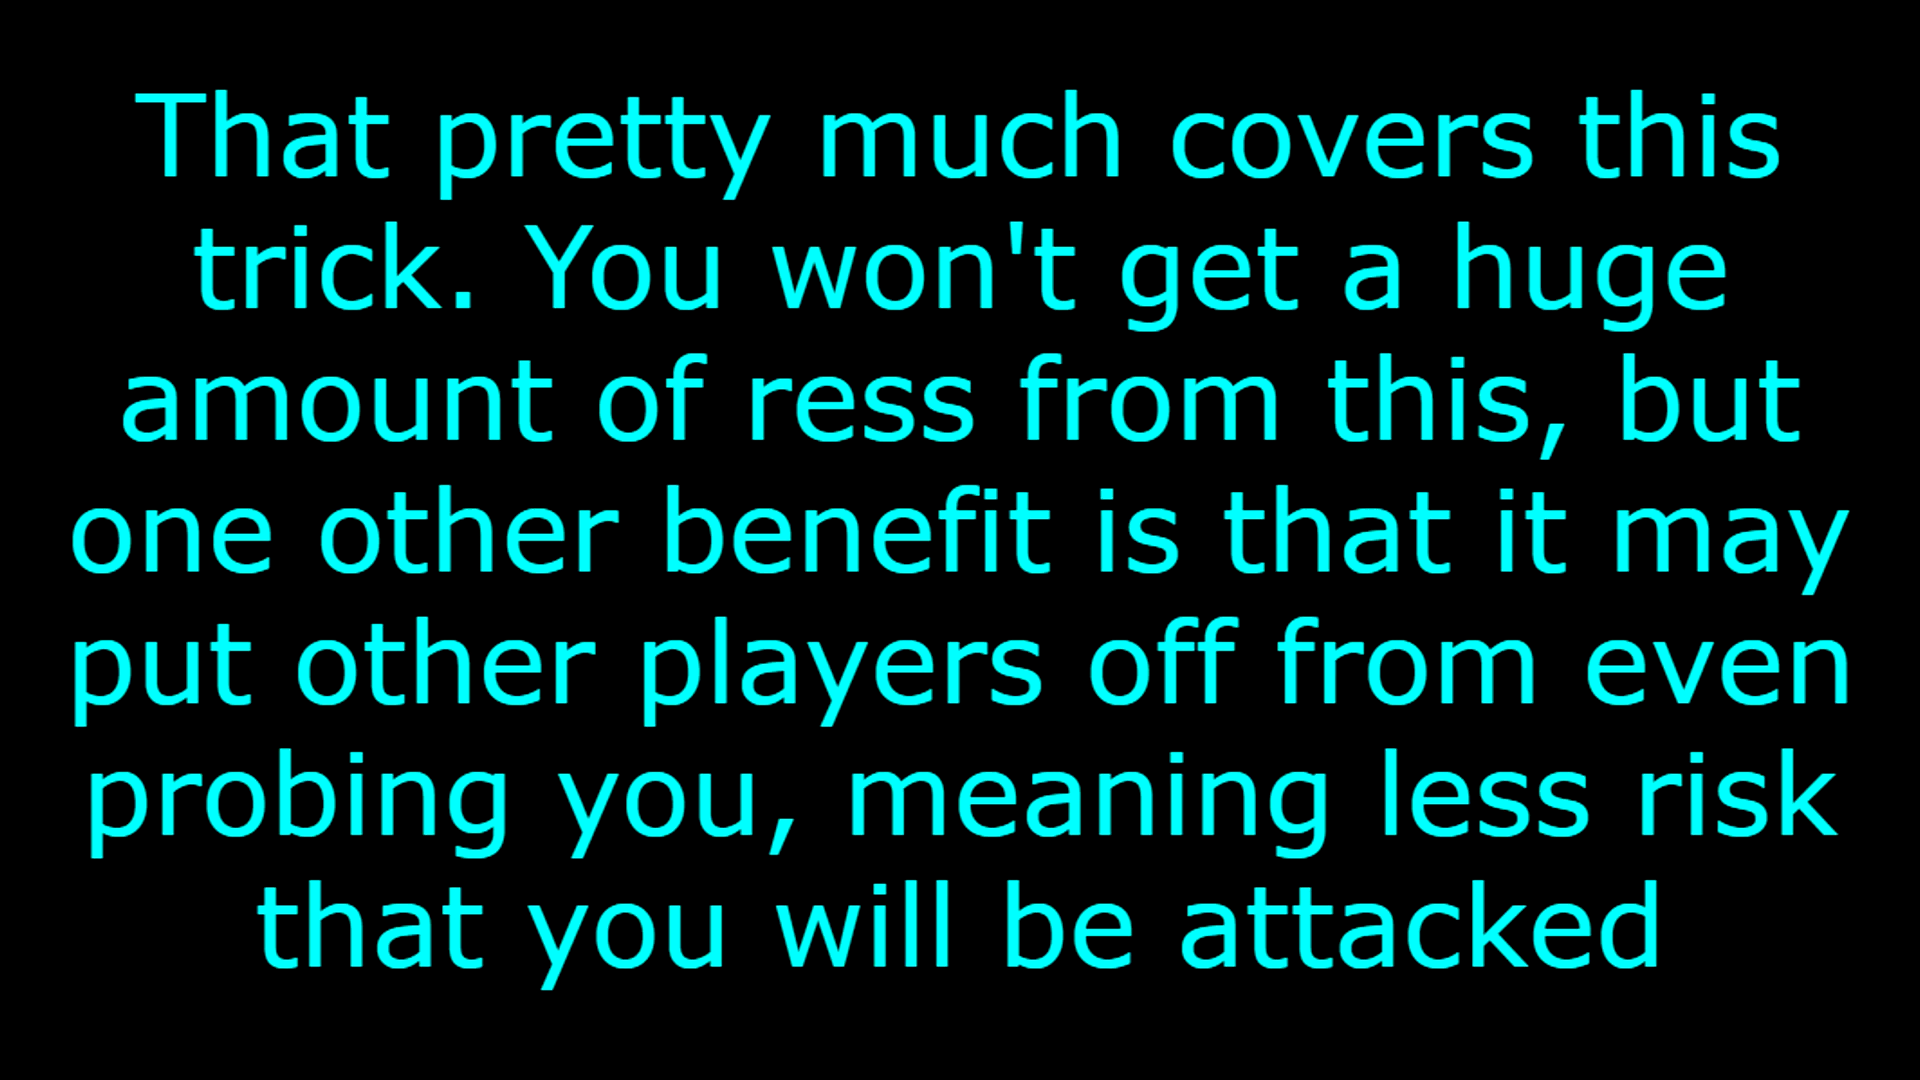 That pretty much covers this
trick. You won't get a huge
amount of ress from this, but
one other benefit is that it may
put other players off from even
probing you, meaning less risk
that you will be attacked